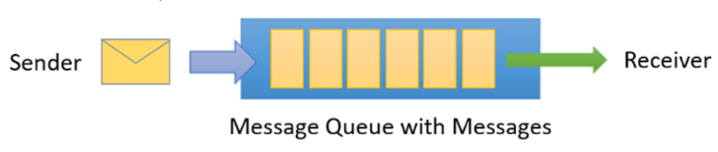 Sender
Receiver
Message Queue with Messages